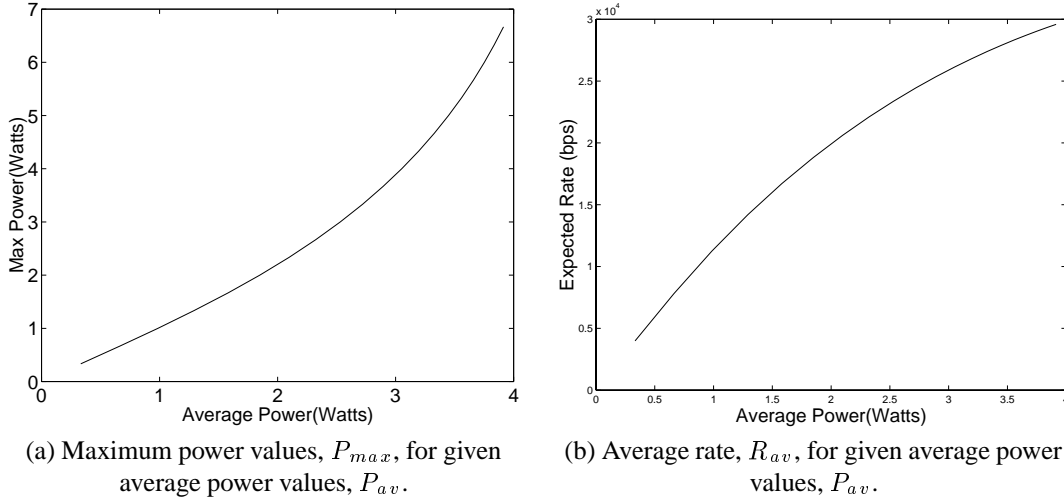 7
6
5
4
3
2
1
0
Max Power(Watts)
0 1 2 3 4
Average Power(Watts)
(a) Maximum power values, P_max, for given
average power values, P_av.
x 10^4
3
2.5
2
1.5
1
0.5
0
Expected Rate (bps)
0 0.5 1 1.5 2 2.5 3 3.5 4
Average Power(Watts)
(b) Average rate, R_av, for given average power
values, P_av.